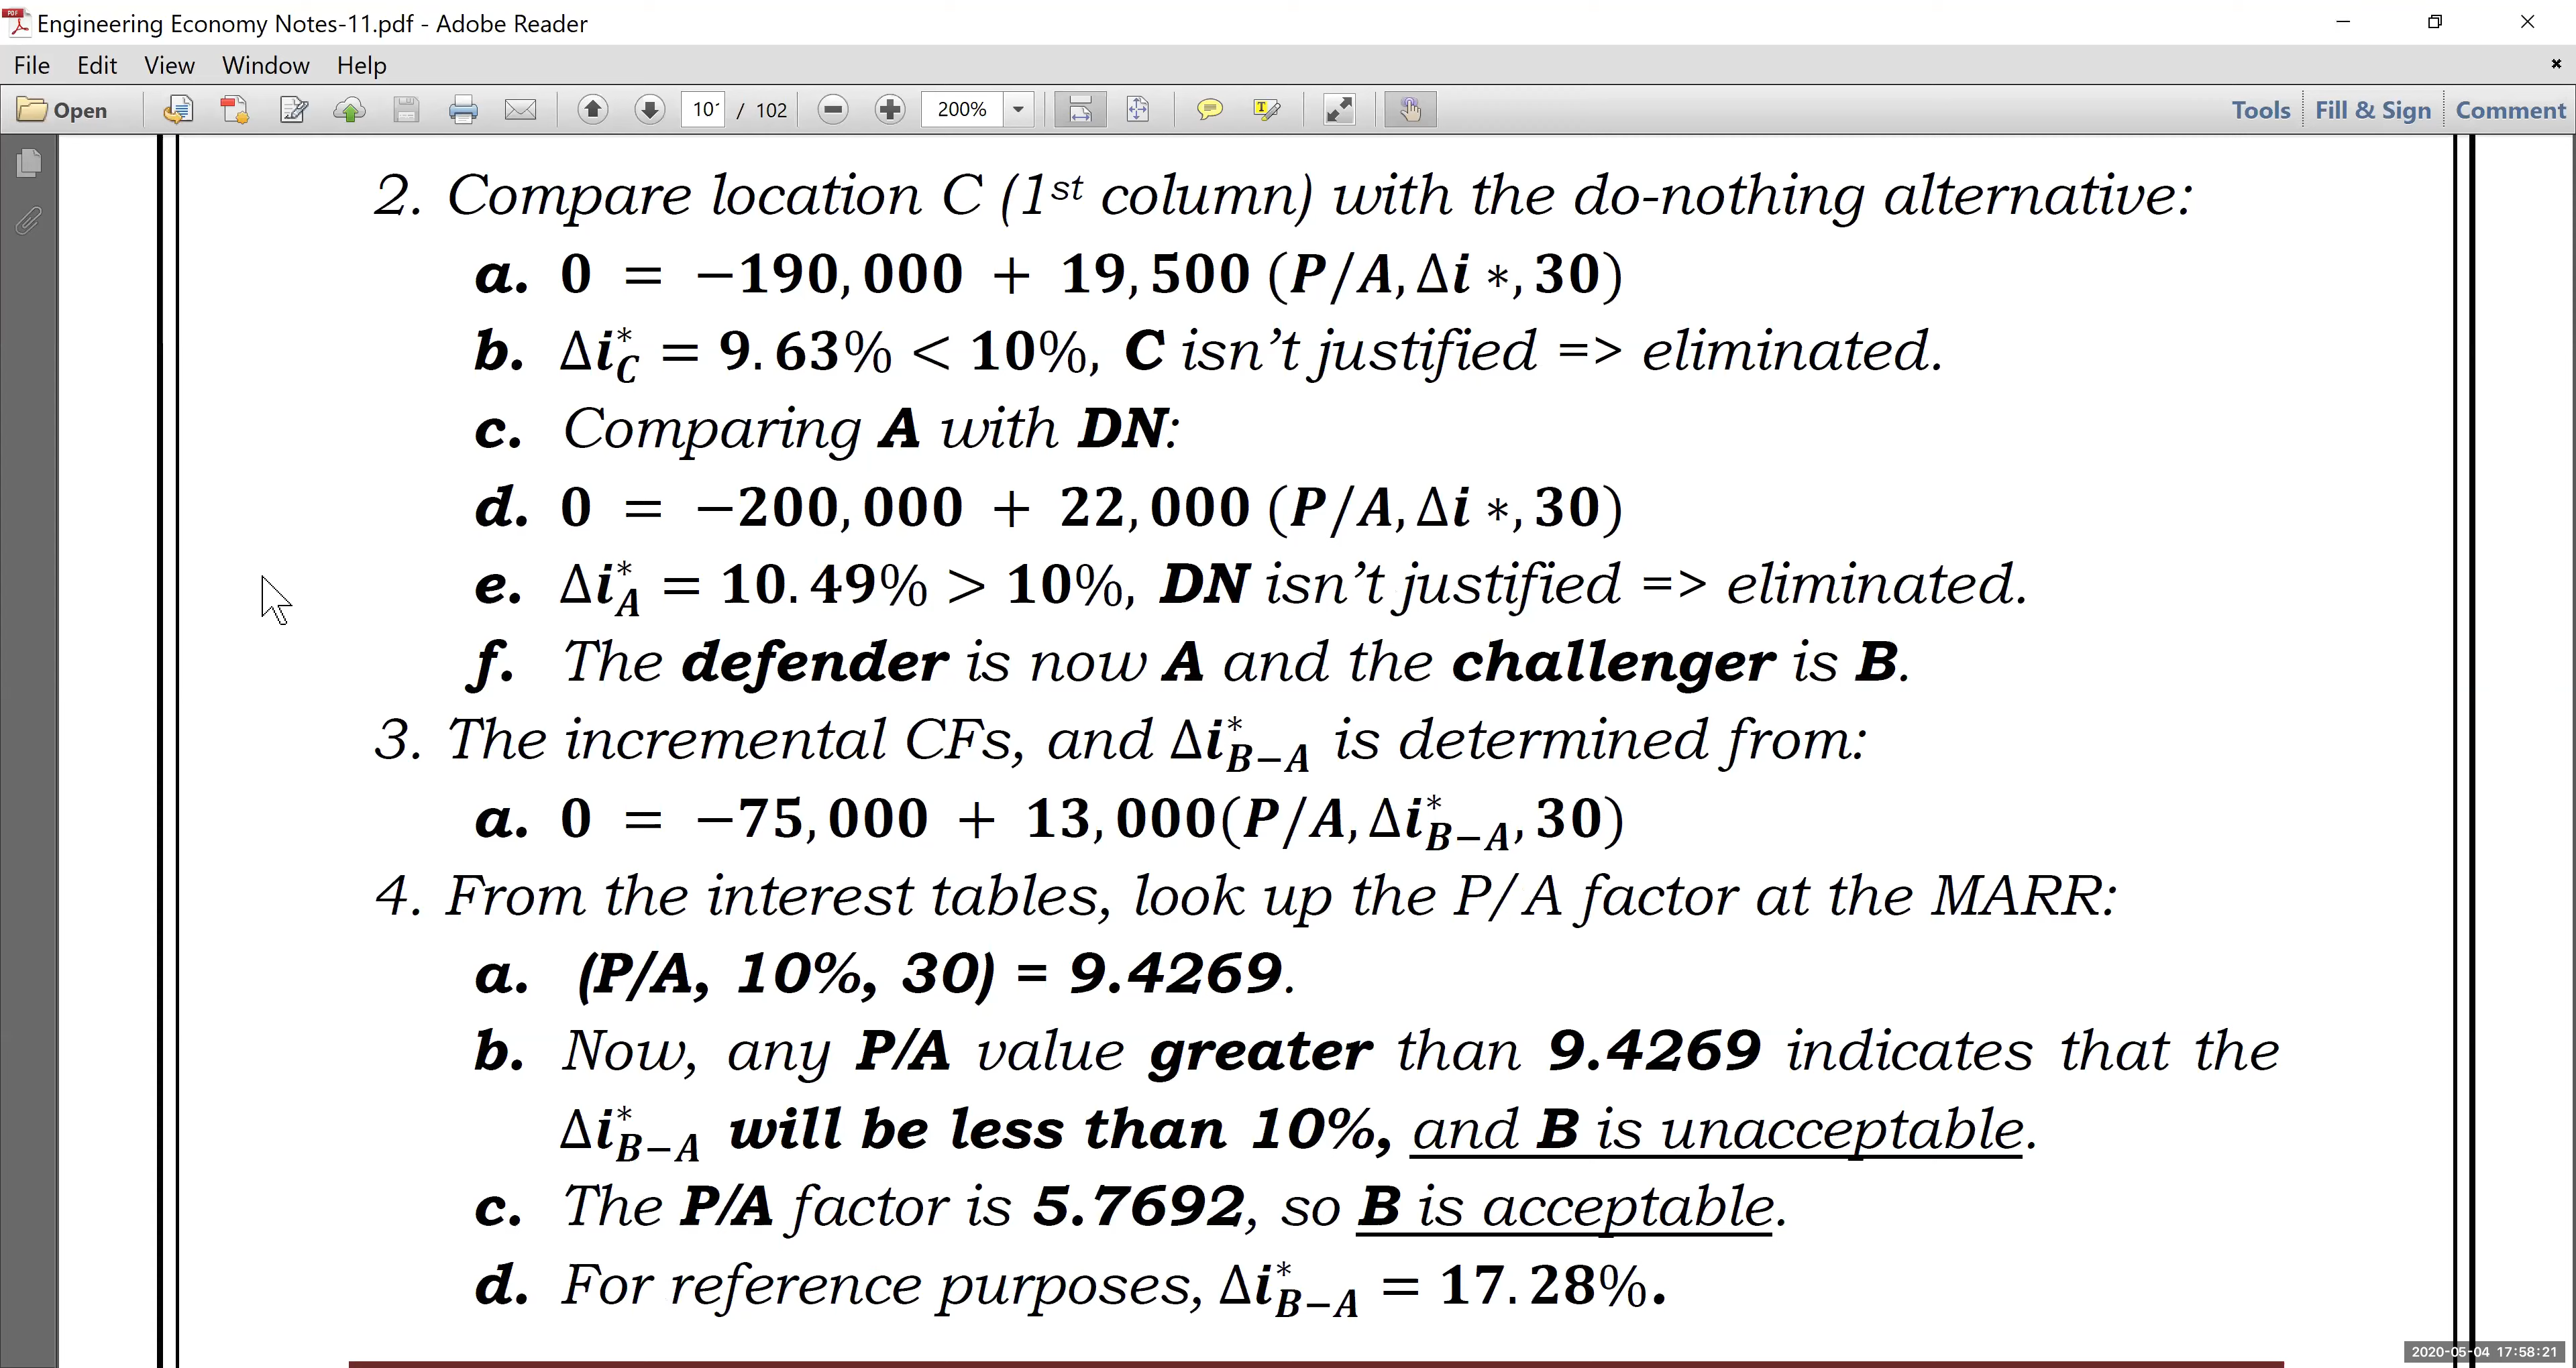 Engineering Economy Notes-11.pdf - Adobe Reader
File Edit View Window Help
Open 10 / 102 200% Tools Fill & Sign Comment
2. Compare location C (1st column) with the do-nothing alternative:
a. 0 = −190,000 + 19,500 (P/A, Δi ∗, 30)
b. Δi*C = 9.63% < 10%, C isn't justified => eliminated.
c. Comparing A with DN:
d. 0 = −200,000 + 22,000 (P/A, Δi ∗, 30)
e. Δi*A = 10.49% > 10%, DN isn't justified => eliminated.
f. The defender is now A and the challenger is B.
3. The incremental CFs, and Δi*B−A is determined from:
a. 0 = −75,000 + 13,000(P/A, Δi*B−A, 30)
4. From the interest tables, look up the P/A factor at the MARR:
a. (P/A, 10%, 30) = 9.4269.
b. Now, any P/A value greater than 9.4269 indicates that the
Δi*B−A will be less than 10%, and B is unacceptable.
c. The P/A factor is 5.7692, so B is acceptable.
d. For reference purposes, Δi*B−A = 17.28%.
2020-05-04 17:58:21